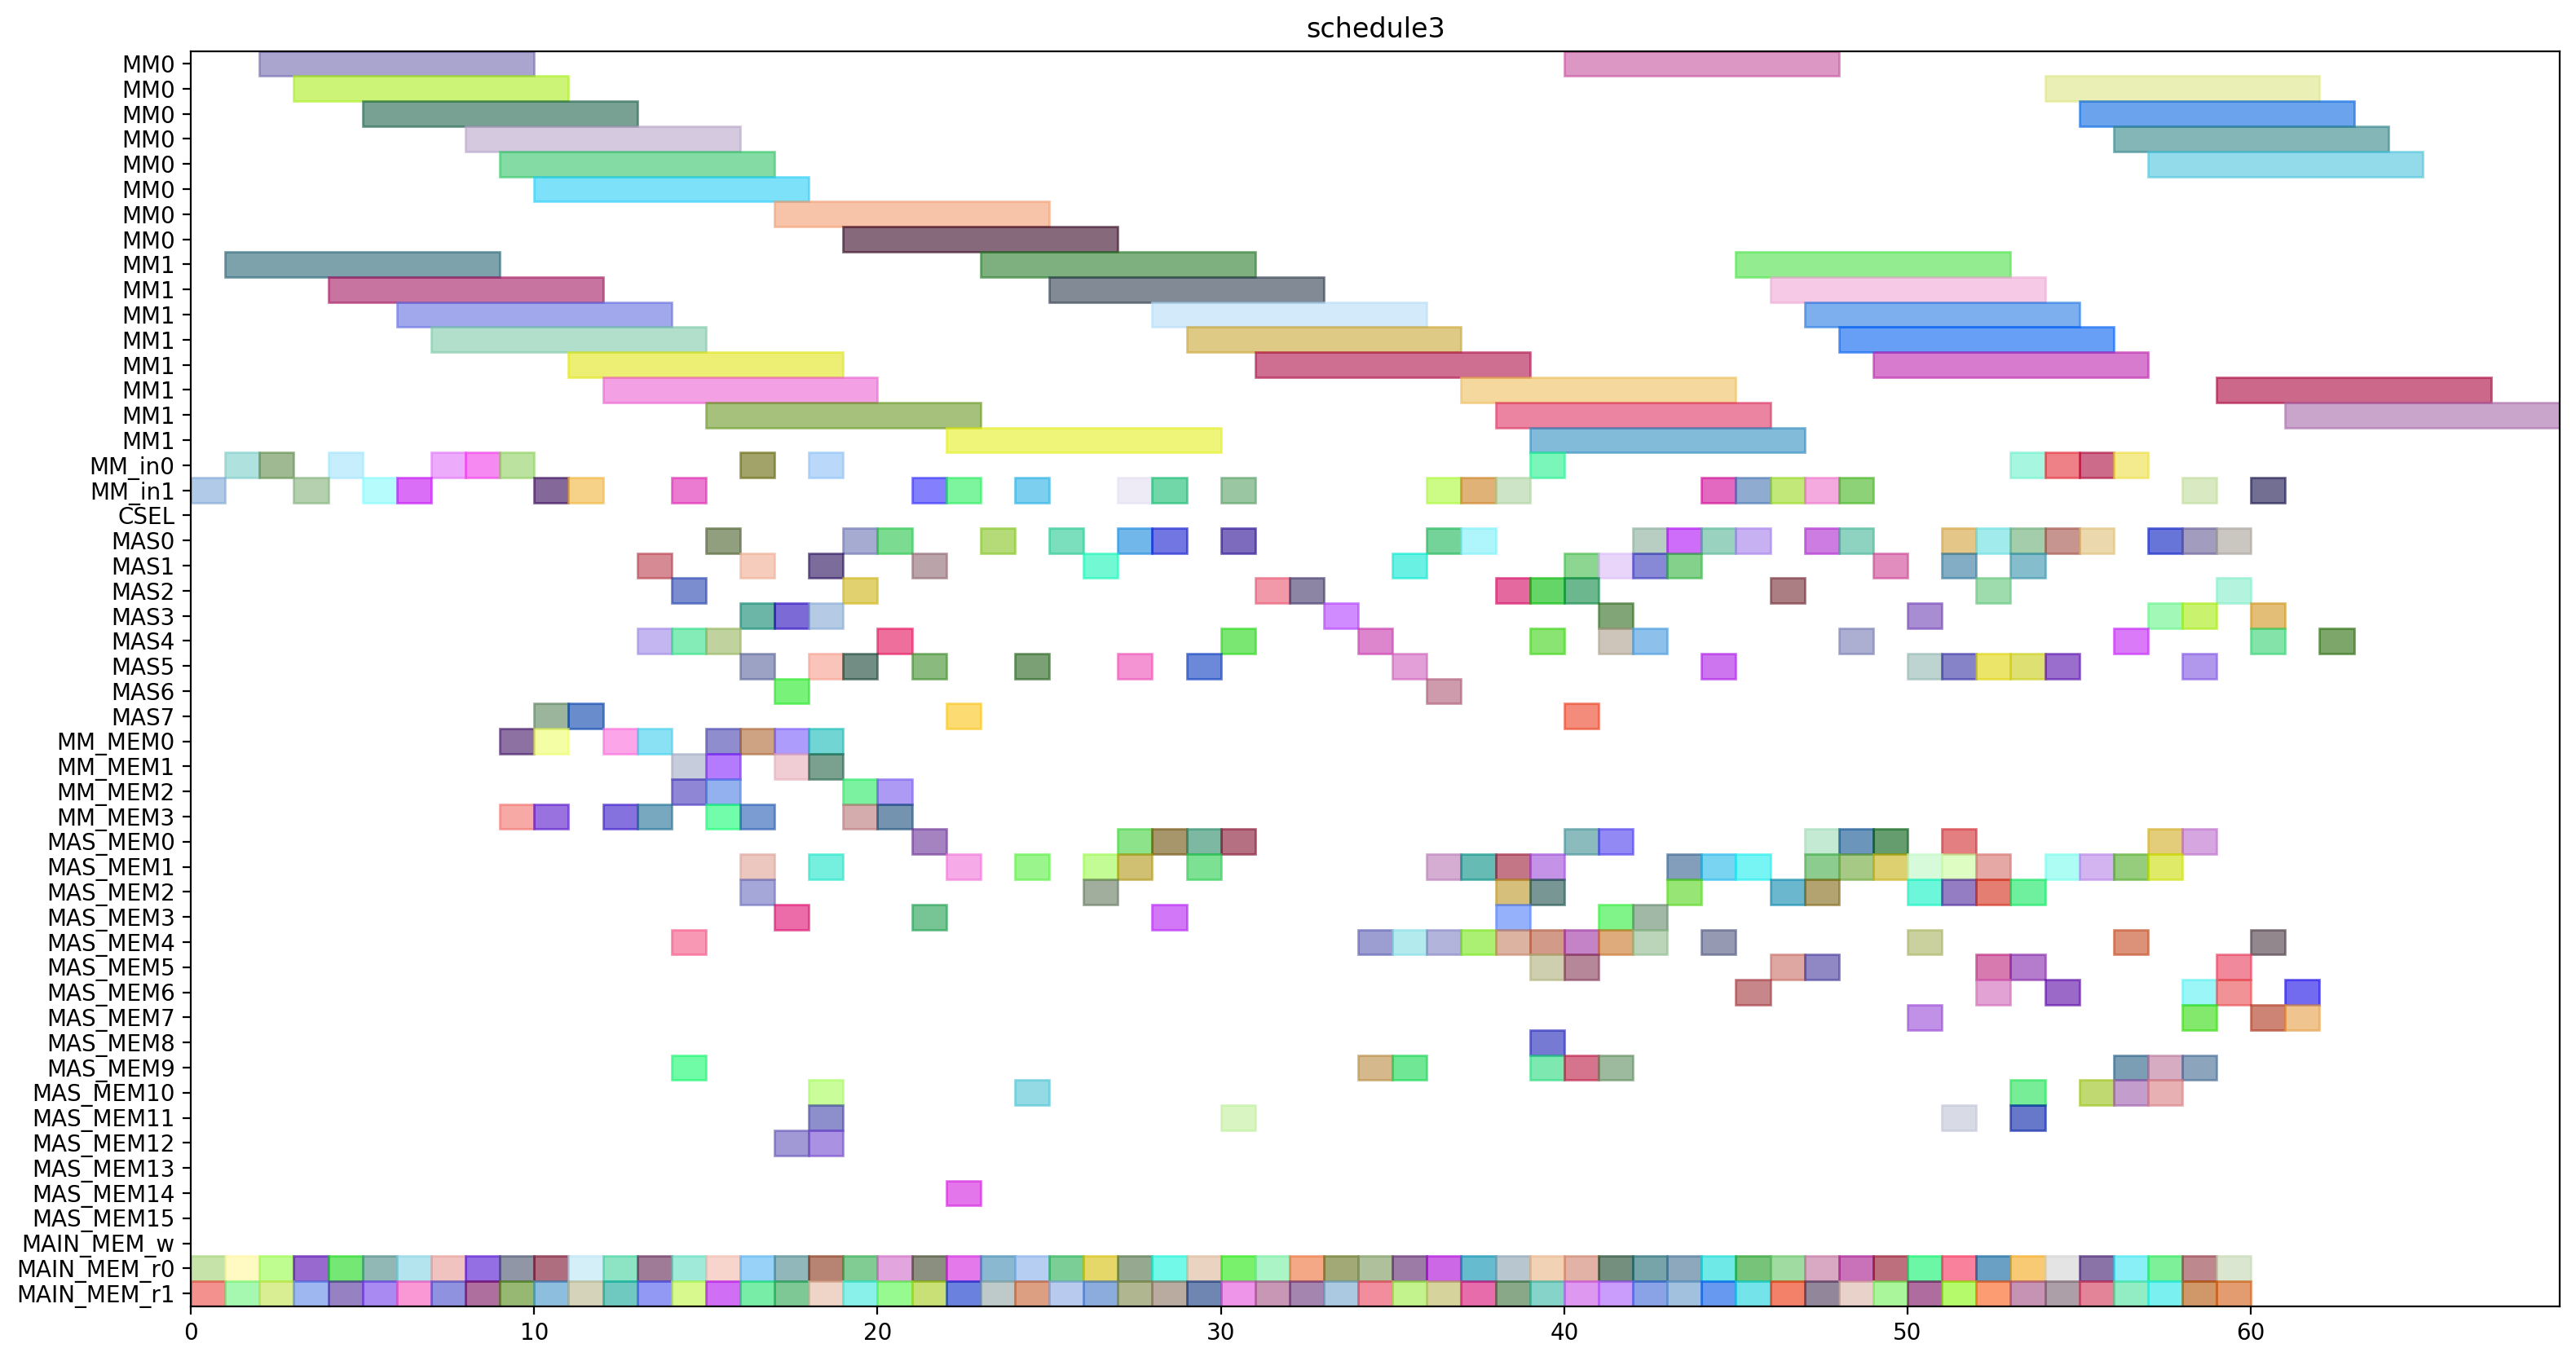 schedule3
MM0
MM0
MM0
MM0
MM0
MM0
MM0
MM0
MM1
MM1
MM1
MM1
MM1
MM1
MM1
MM1
MM_in0
MM_in1
CSEL
MAS0
MAS1
MAS2
MAS3
MAS4
MAS5
MAS6
MAS7
MM_MEM0
MM_MEM1
MM_MEM2
MM_MEM3
MAS_MEM0
MAS_MEM1
MAS_MEM2
MAS_MEM3
MAS_MEM4
MAS_MEM5
MAS_MEM6
MAS_MEM7
MAS_MEM8
MAS_MEM9
MAS_MEM10
MAS_MEM11
MAS_MEM12
MAS_MEM13
MAS_MEM14
MAS_MEM15
MAIN_MEM_w
MAIN_MEM_r0
MAIN_MEM_r1
0 10 20 30 40 50 60